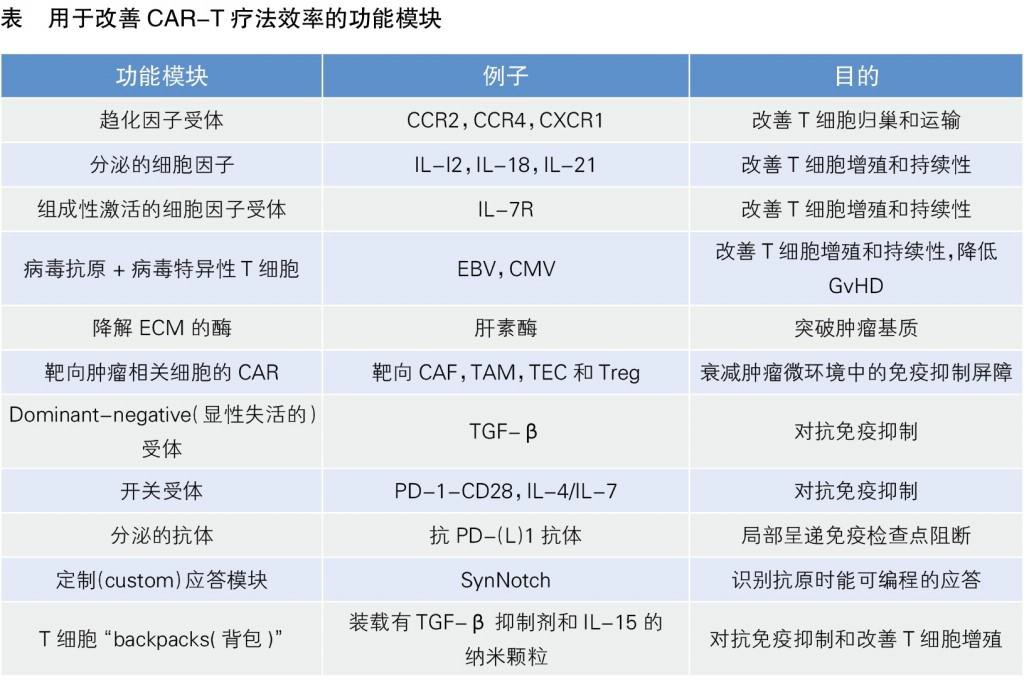 表 用于改善 CAR-T 疗法效率的功能模块
功能模块 例子 目的
趋化因子受体 CCR2, CCR4, CXCR1 改善 T 细胞归巢和运输
分泌的细胞因子 IL-I2, IL-18, IL-21 改善 T 细胞增殖和持续性
组成性激活的细胞因子受体 IL-7R 改善 T 细胞增殖和持续性
病毒抗原 + 病毒特异性 T 细胞 EBV, CMV 改善 T 细胞增殖和持续性,降低
GvHD
降解 ECM 的酶 肝素酶 突破肿瘤基质
靶向肿瘤相关细胞的 CAR 靶向 CAF, TAM, TEC 和 Treg 衰减肿瘤微环境中的免疫抑制屏障
Dominant-negative(显性失活的)
受体 TGF-β 对抗免疫抑制
开关受体 PD-1-CD28, IL-4/IL-7 对抗免疫抑制
分泌的抗体 抗 PD-(L)1 抗体 局部呈递免疫检查点阻断
定制(custom)应答模块 SynNotch 识别抗原时能可编程的应答
T 细胞 “backpacks(背包)” 装载有 TGF-β 抑制剂和 IL-15 的
纳米颗粒 对抗免疫抑制和改善 T 细胞增殖